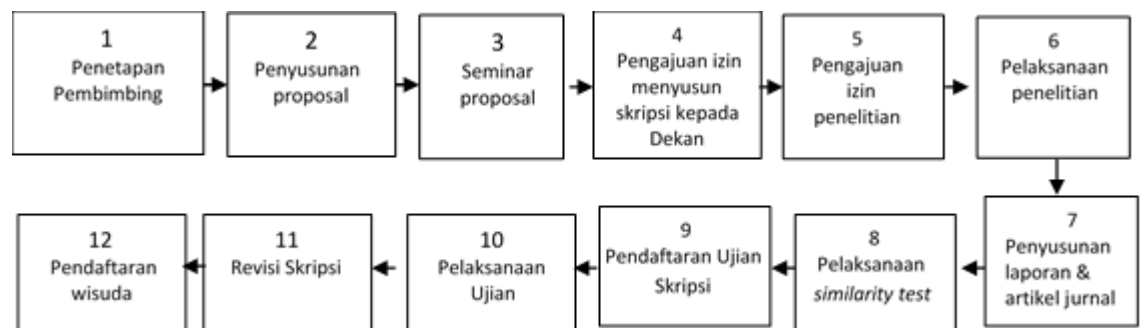 1
Penetapan
Pembimbing
2
Penyusunan
proposal
3
Seminar
proposal
4
Pengajuan izin
menyusun
skripsi kepada
Dekan
5
Pengajuan
izin
penelitian
6
Pelaksanaan
penelitian
7
Penyusunan
laporan &
artikel jurnal
8
Pelaksanaan
similarity test
9
Pendaftaran Ujian
Skripsi
10
Pelaksanaan
Ujian
11
Revisi Skripsi
12
Pendaftaran
wisuda